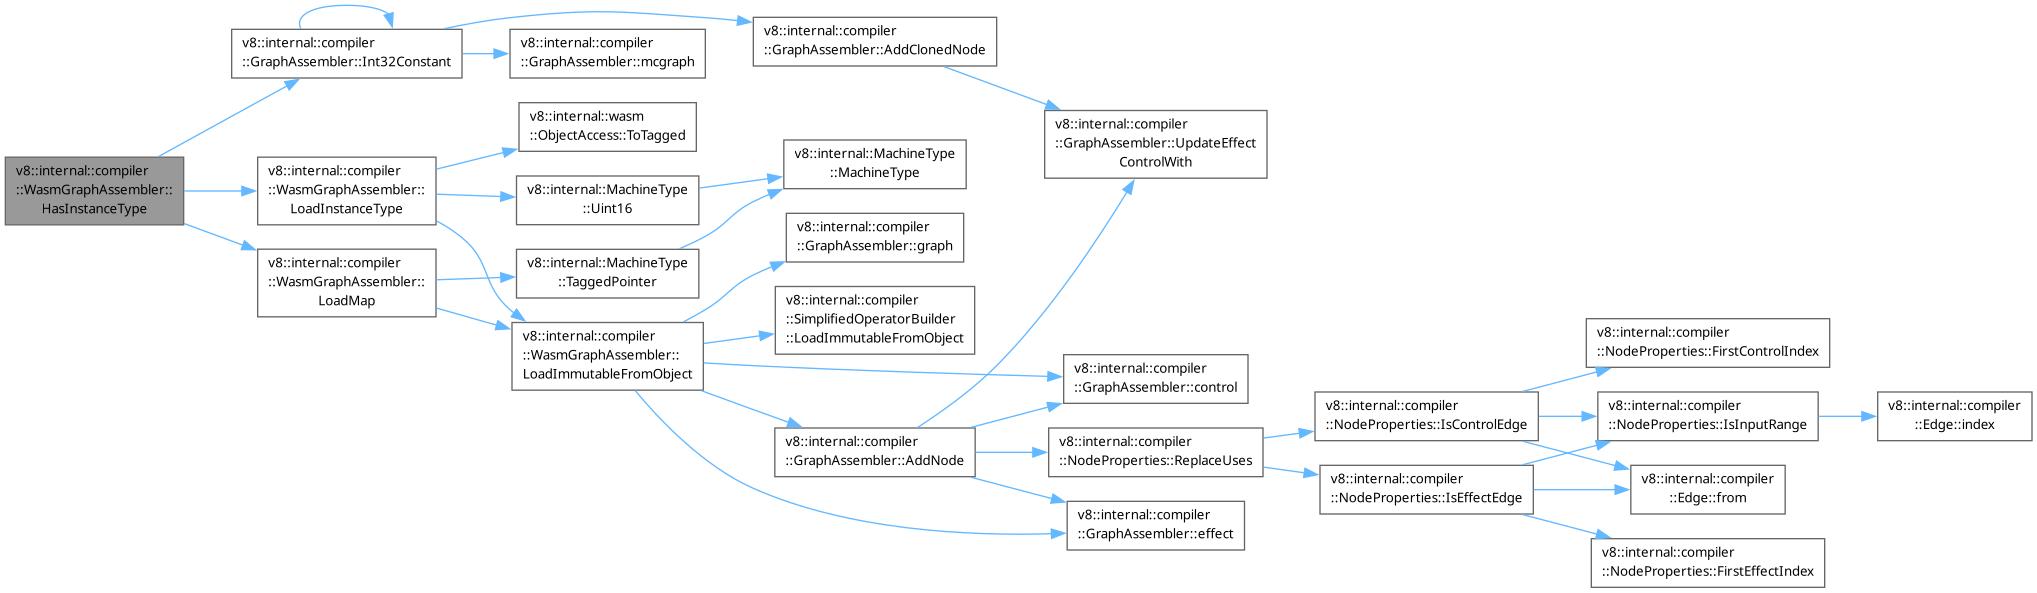 v8::internal::compiler
::WasmGraphAssembler::
HasInstanceType
v8::internal::compiler
::GraphAssembler::Int32Constant
v8::internal::compiler
::WasmGraphAssembler::
LoadInstanceType
v8::internal::compiler
::WasmGraphAssembler::
LoadMap
v8::internal::compiler
::GraphAssembler::mcgraph
v8::internal::wasm
::ObjectAccess::ToTagged
v8::internal::MachineType
::Uint16
v8::internal::MachineType
::TaggedPointer
v8::internal::compiler
::WasmGraphAssembler::
LoadImmutableFromObject
v8::internal::compiler
::GraphAssembler::AddClonedNode
v8::internal::MachineType
::MachineType
v8::internal::compiler
::GraphAssembler::graph
v8::internal::compiler
::SimplifiedOperatorBuilder
::LoadImmutableFromObject
v8::internal::compiler
::GraphAssembler::AddNode
v8::internal::compiler
::GraphAssembler::UpdateEffect
ControlWith
v8::internal::compiler
::GraphAssembler::control
v8::internal::compiler
::NodeProperties::ReplaceUses
v8::internal::compiler
::GraphAssembler::effect
v8::internal::compiler
::NodeProperties::IsControlEdge
v8::internal::compiler
::NodeProperties::IsEffectEdge
v8::internal::compiler
::NodeProperties::FirstControlIndex
v8::internal::compiler
::NodeProperties::IsInputRange
v8::internal::compiler
::Edge::from
v8::internal::compiler
::NodeProperties::FirstEffectIndex
v8::internal::compiler
::Edge::index